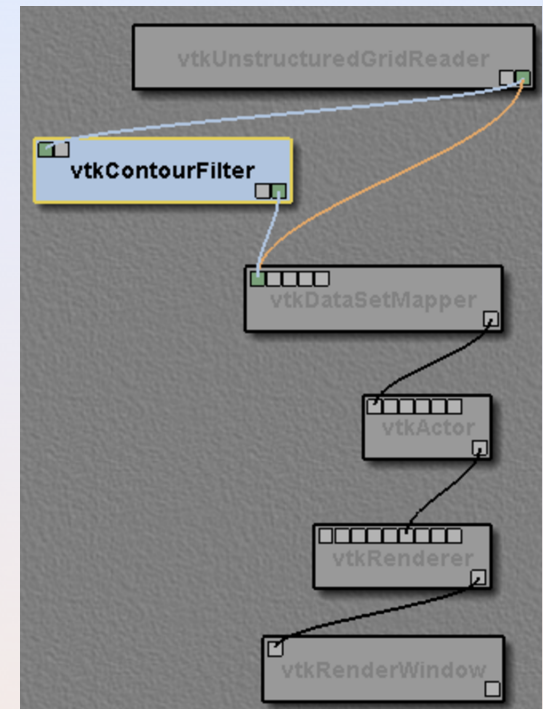 vtkUnstructuredGridReader
vtkContourFilter
vtkDataSetMapper
vtkActor
vtkRenderer
vtkRenderWindow